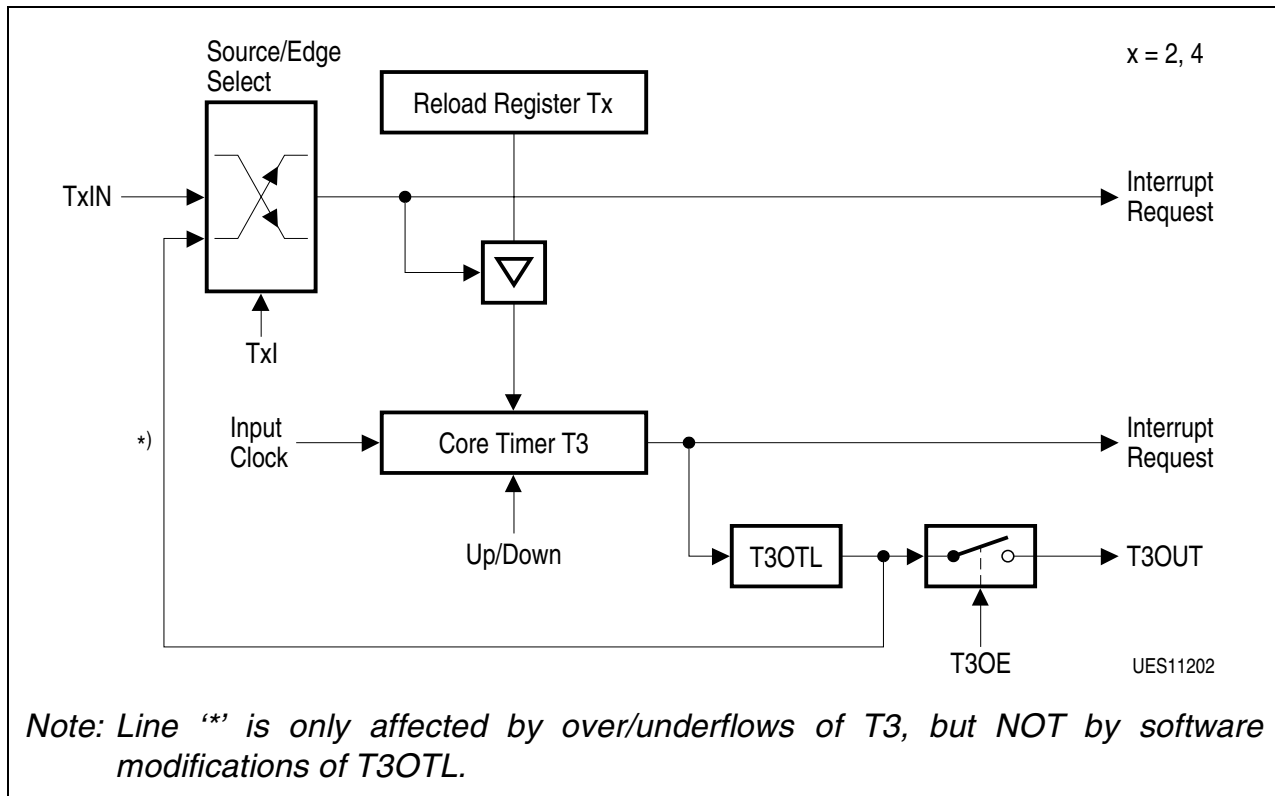 Source/Edge
Select
x = 2, 4
Reload Register Tx
TxIN
Interrupt
Request
TxI
*)
Input
Clock
Core Timer T3
Interrupt
Request
Up/Down
T3OTL
T3OUT
T3OE
UES11202
Note: Line ‘*’ is only affected by over/underflows of T3, but NOT by software
modifications of T3OTL.